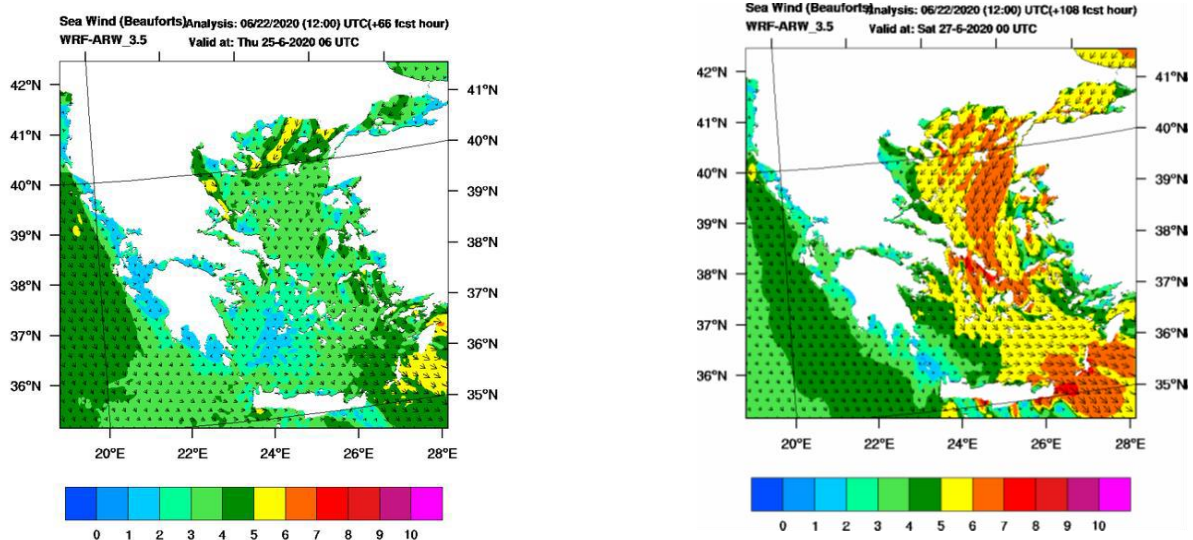 Sea Wind (Beauforts)
Analysis: 06/22/2020 (12:00) UTC(+66 fcst hour)
WRF-ARW_3.5
Valid at: Thu 25-6-2020 06 UTC
42°N
41°N
40°N
39°N
38°N
37°N
36°N
41°N
40°N
39°N
38°N
37°N
36°N
35°N
20°E 22°E 24°E 26°E 28°E
0 1 2 3 4 5 6 7 8 9 10
Sea Wind (Beauforts)
Analysis: 06/22/2020 (12:00) UTC(+108 fcst hour)
WRF-ARW_3.5
Valid at: Sat 27-6-2020 00 UTC
42°N
41°N
40°N
39°N
38°N
37°N
36°N
41°N
40°N
39°N
38°N
37°N
36°N
35°N
20°E 22°E 24°E 26°E 28°E
0 1 2 3 4 5 6 7 8 9 10